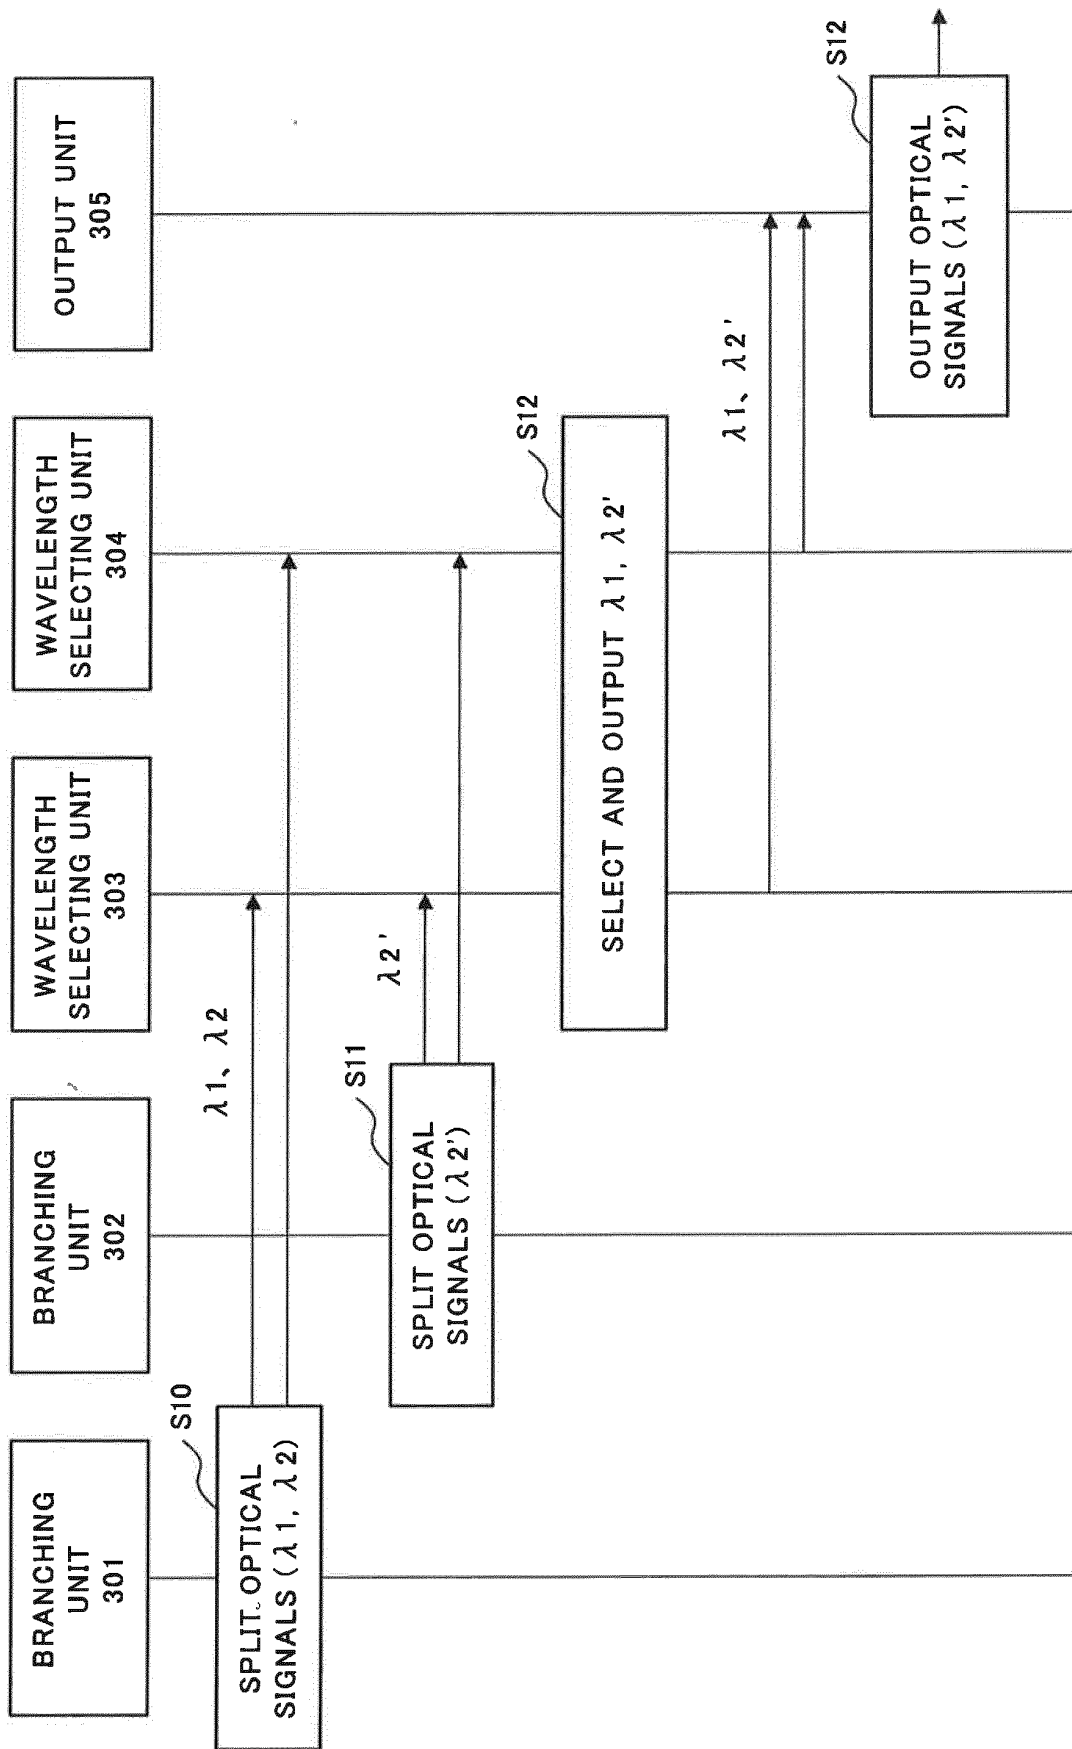 BRANCHING
UNIT
301
BRANCHING
UNIT
302
WAVELENGTH
SELECTING UNIT
303
WAVELENGTH
SELECTING UNIT
304
OUTPUT UNIT
305
S10
SPLIT OPTICAL
SIGNALS (λ1, λ2)
λ1、λ2
S11
SPLIT OPTICAL
SIGNALS (λ2')
λ2'
S12
SELECT AND OUTPUT λ1, λ2'
λ1、λ2'
S12
OUTPUT OPTICAL
SIGNALS (λ1, λ2')